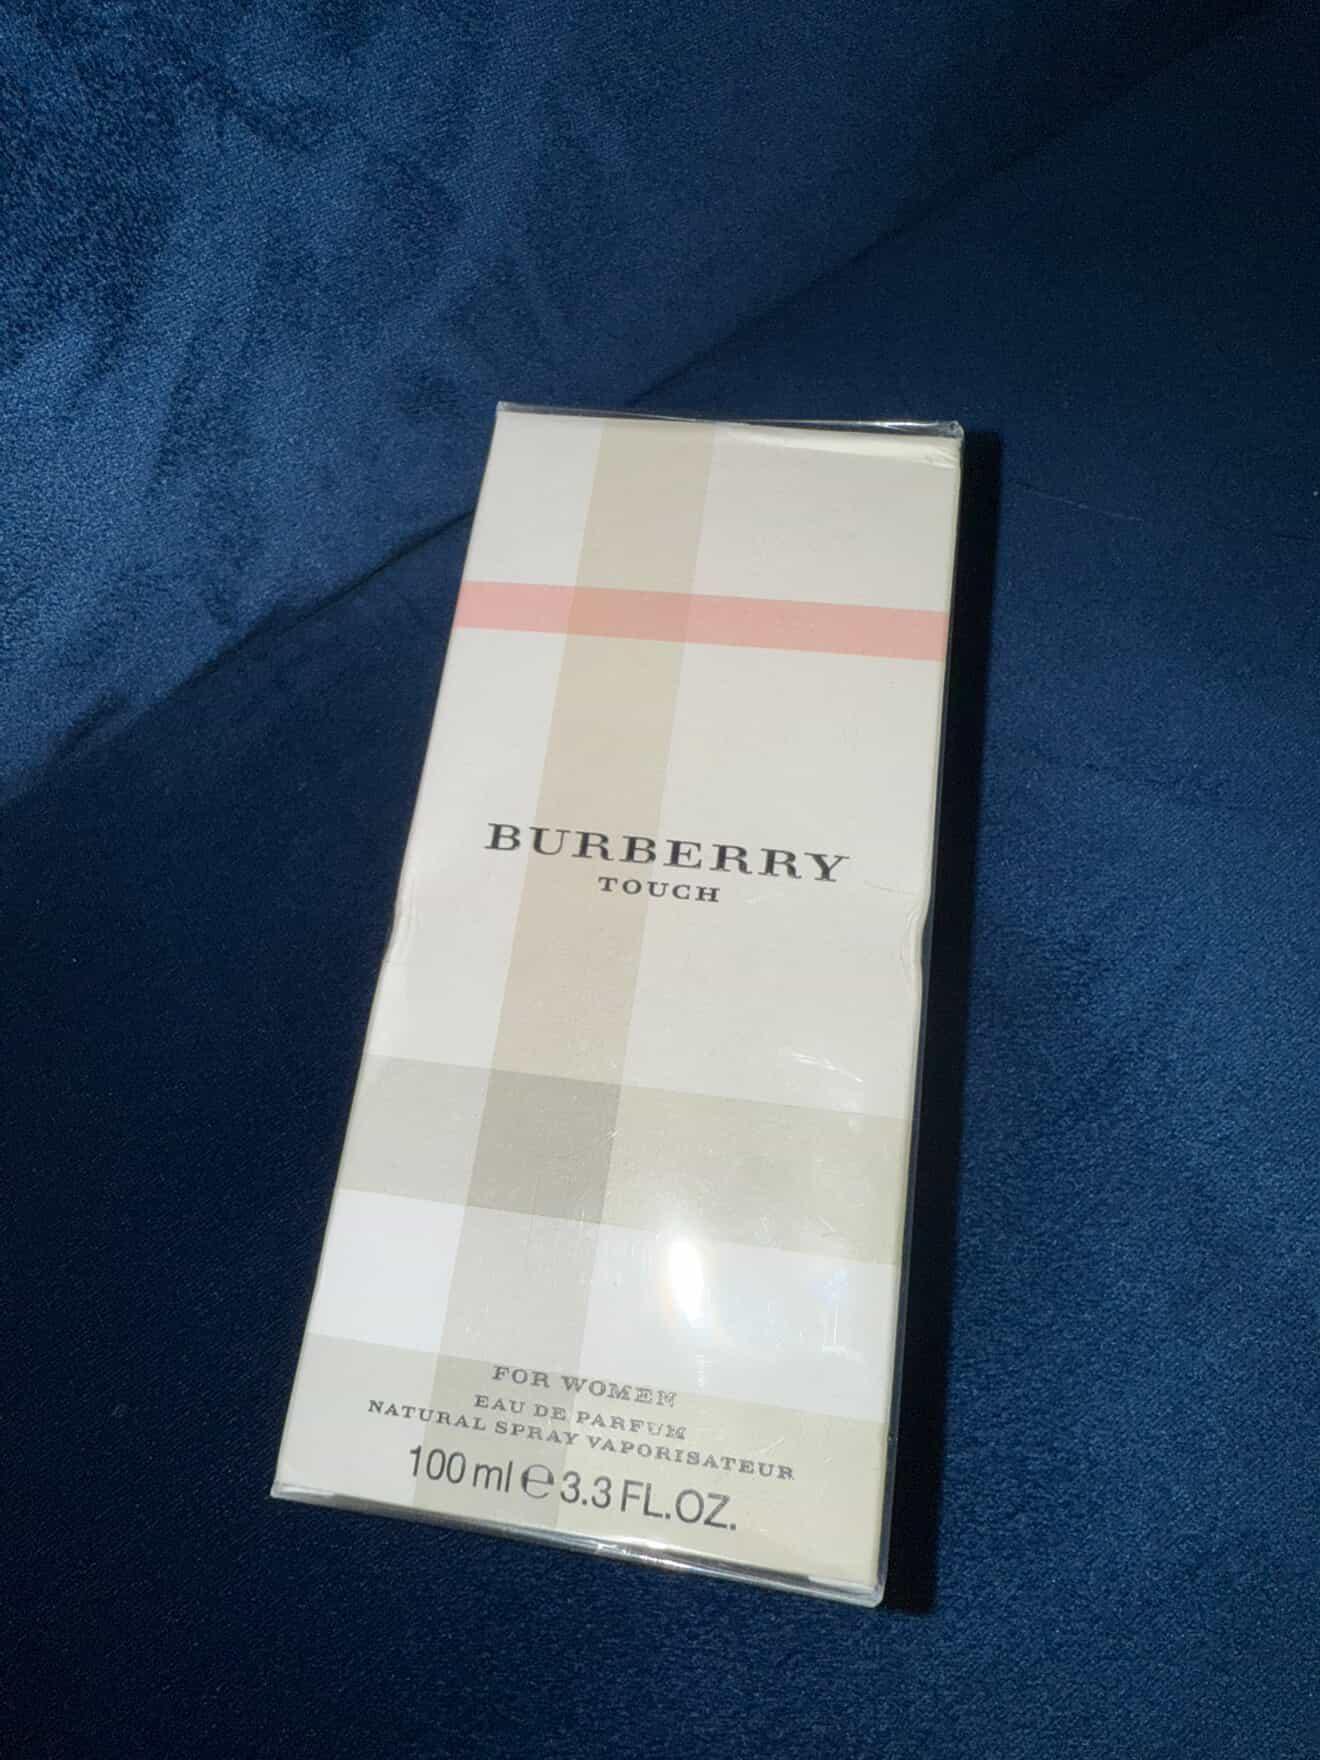 BURBERRY
TOUCH
FOR WOMEN
EAU DE PARFUM
NATURAL SPRAY VAPORISATEUR
100 ml ℮ 3.3 FL.OZ.